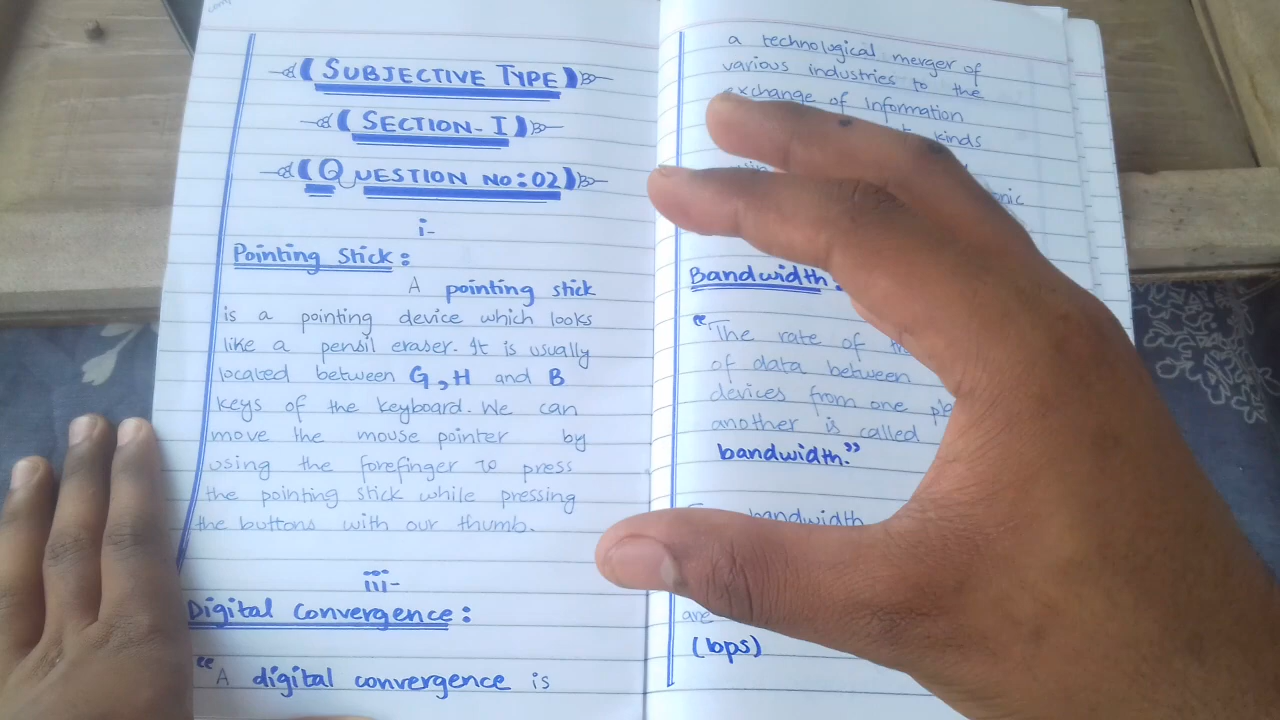 SUBJECTIVE TYPE
SECTION-I
QUESTION NO:02
i-
Pointing Stick:
A pointing stick
is a pointing device which looks
like a pensil eraser. It is usually
located between G,H and B
keys of the keyboard. We can
move the mouse pointer by
using the forefinger to press
the pointing stick while pressing
the buttons with our thumb.
iii-
Digital Convergence:
"A digital convergence is
a technological merger of
various industries to the
exchange of information
kinds
Bandwidth:
"The rate of
of data between
devices from one
another is called
bandwidth."
bandwidth
are
(bps)